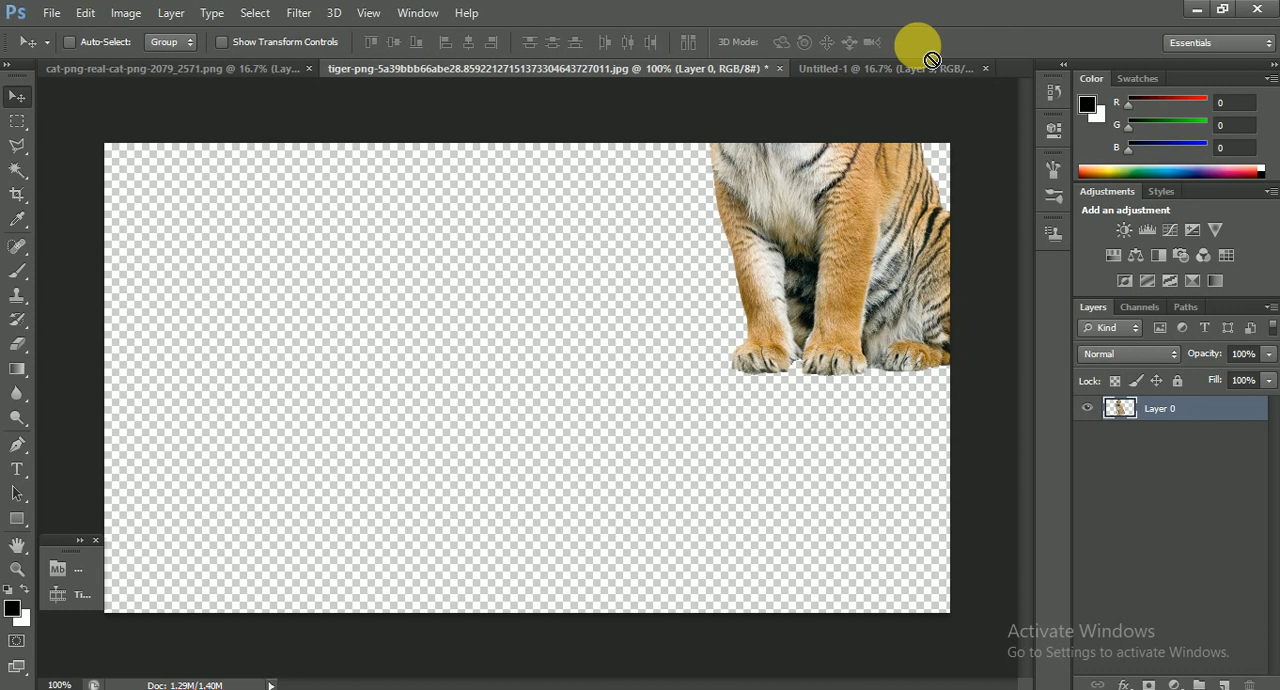 Ps File Edit Image Layer Type Select Filter 3D View Window Help
Auto-Select: Group Show Transform Controls 3D Mode: Essentials
cat-png-real-cat-png-2079_2571.png @ 16.7% (Lay... × tiger-png-5a39bbb66abe28.8592212715137330464372​7011.jpg @ 100% (Layer 0, RGB/8#) * × Untitled-1 @ 16.7% RGB/... ×
Color Swatches
R 0
G 0
B 0
Adjustments Styles
Add an adjustment
Layers Channels Paths
Kind
Normal Opacity: 100%
Lock: Fill: 100%
Layer 0
Mb ...
Ti...
Activate Windows
Go to Settings to activate Windows.
100% Doc: 1.29M/1.40M